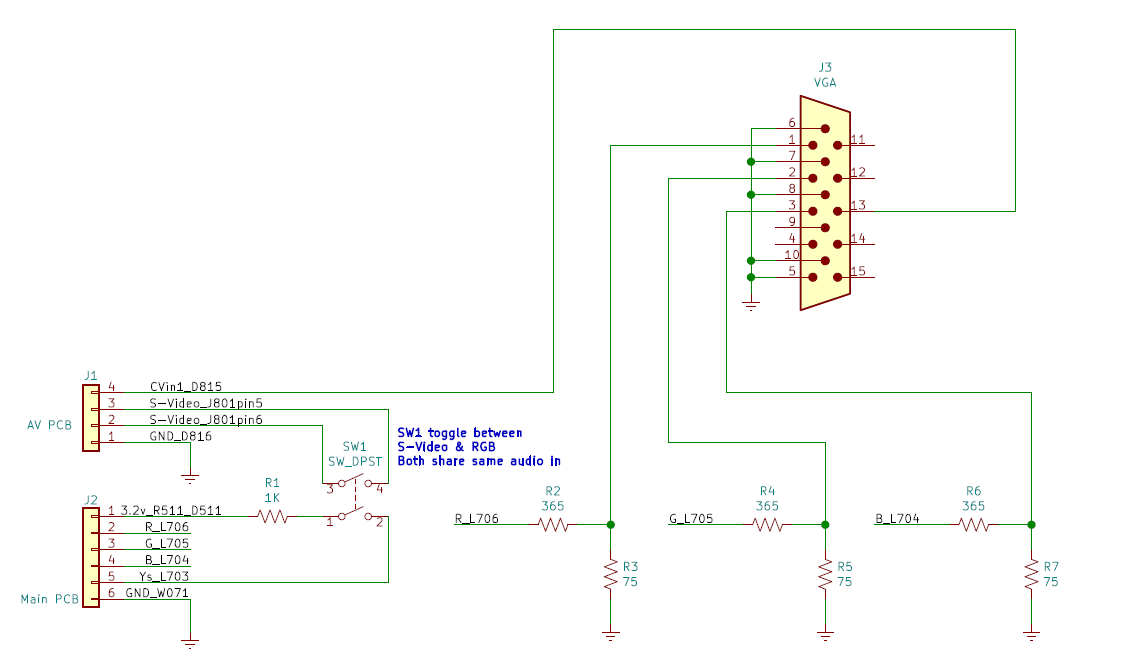 J3
VGA
6
1
11
7
2
12
8
3
13
9
4
14
10
5
15
J1
4 CVin1_D815
3 S-Video_J801pin5
2 S-Video_J801pin6
1 GND_D816
AV PCB
SW1
SW_DPST
3 4
1 2
SW1 toggle between
S-Video & RGB
Both share same audio in
R1
1K
J2
1 3.2v_R511_D511
2 R_L706
3 G_L705
4 B_L704
5 Ys_L703
6 GND_W071
Main PCB
R_L706
R2
365
R3
75
G_L705
R4
365
R5
75
B_L704
R6
365
R7
75